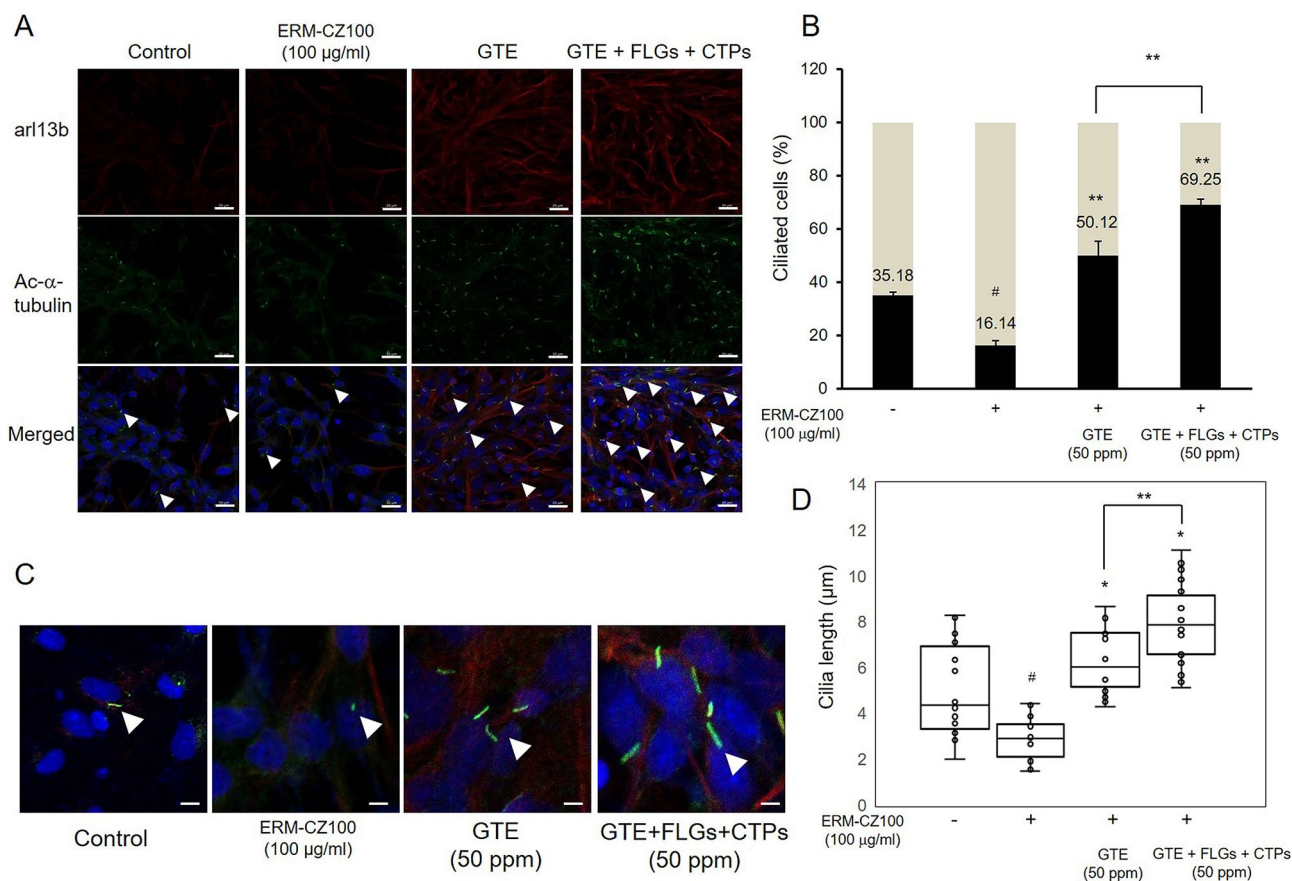 A
Control
ERM-CZ100
(100 µg/ml)
GTE
GTE + FLGs + CTPs
arl13b
Ac-α-
tubulin
Merged
B
Ciliated cells (%)
120
100
80
60
40
20
0
35.18
#
16.14
**
50.12
**
69.25
**
ERM-CZ100
(100 µg/ml)
-
+
+
+
GTE
(50 ppm)
GTE + FLGs + CTPs
(50 ppm)
C
Control
ERM-CZ100
(100 µg/ml)
GTE
(50 ppm)
GTE+FLGs+CTPs
(50 ppm)
D
Cilia length (µm)
14
12
10
8
6
4
2
0
#
*
*
**
ERM-CZ100
(100 µg/ml)
-
+
+
+
GTE
(50 ppm)
GTE + FLGs + CTPs
(50 ppm)